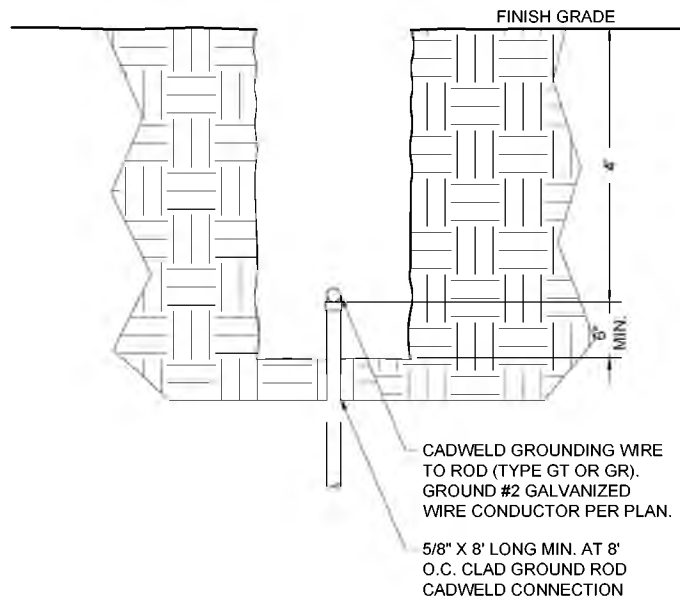 FINISH GRADE
4'
6"
MIN.
CADWELD GROUNDING WIRE
TO ROD (TYPE GT OR GR).
GROUND #2 GALVANIZED
WIRE CONDUCTOR PER PLAN.
5/8" X 8' LONG MIN. AT 8'
O.C. CLAD GROUND ROD
CADWELD CONNECTION